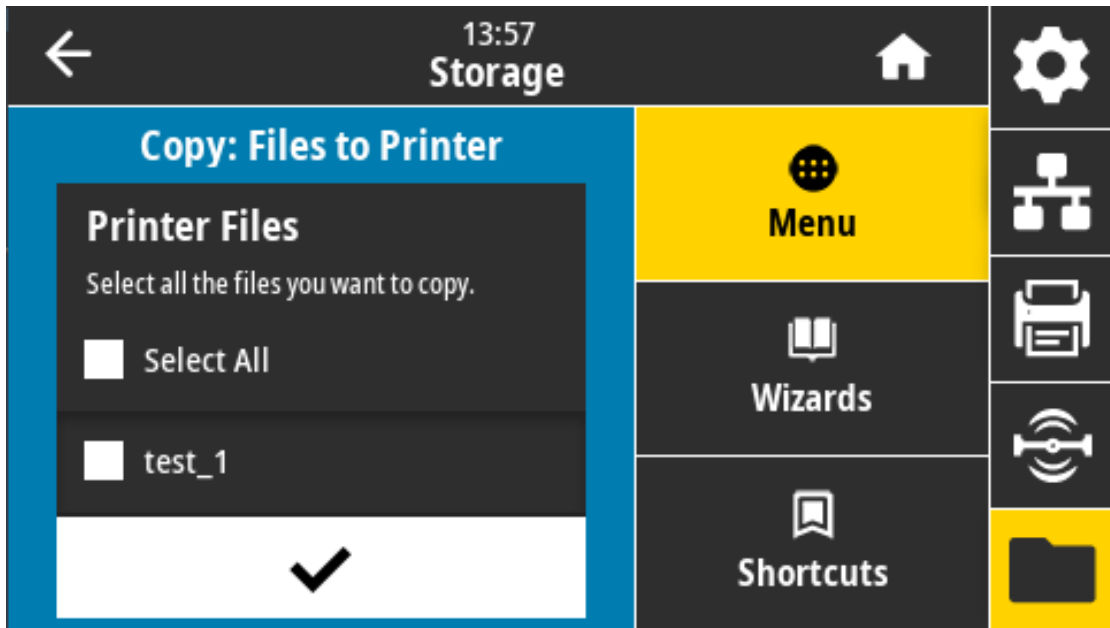 13:57
Storage
Copy: Files to Printer
Printer Files
Select all the files you want to copy.
Select All
test_1
Menu
Wizards
Shortcuts